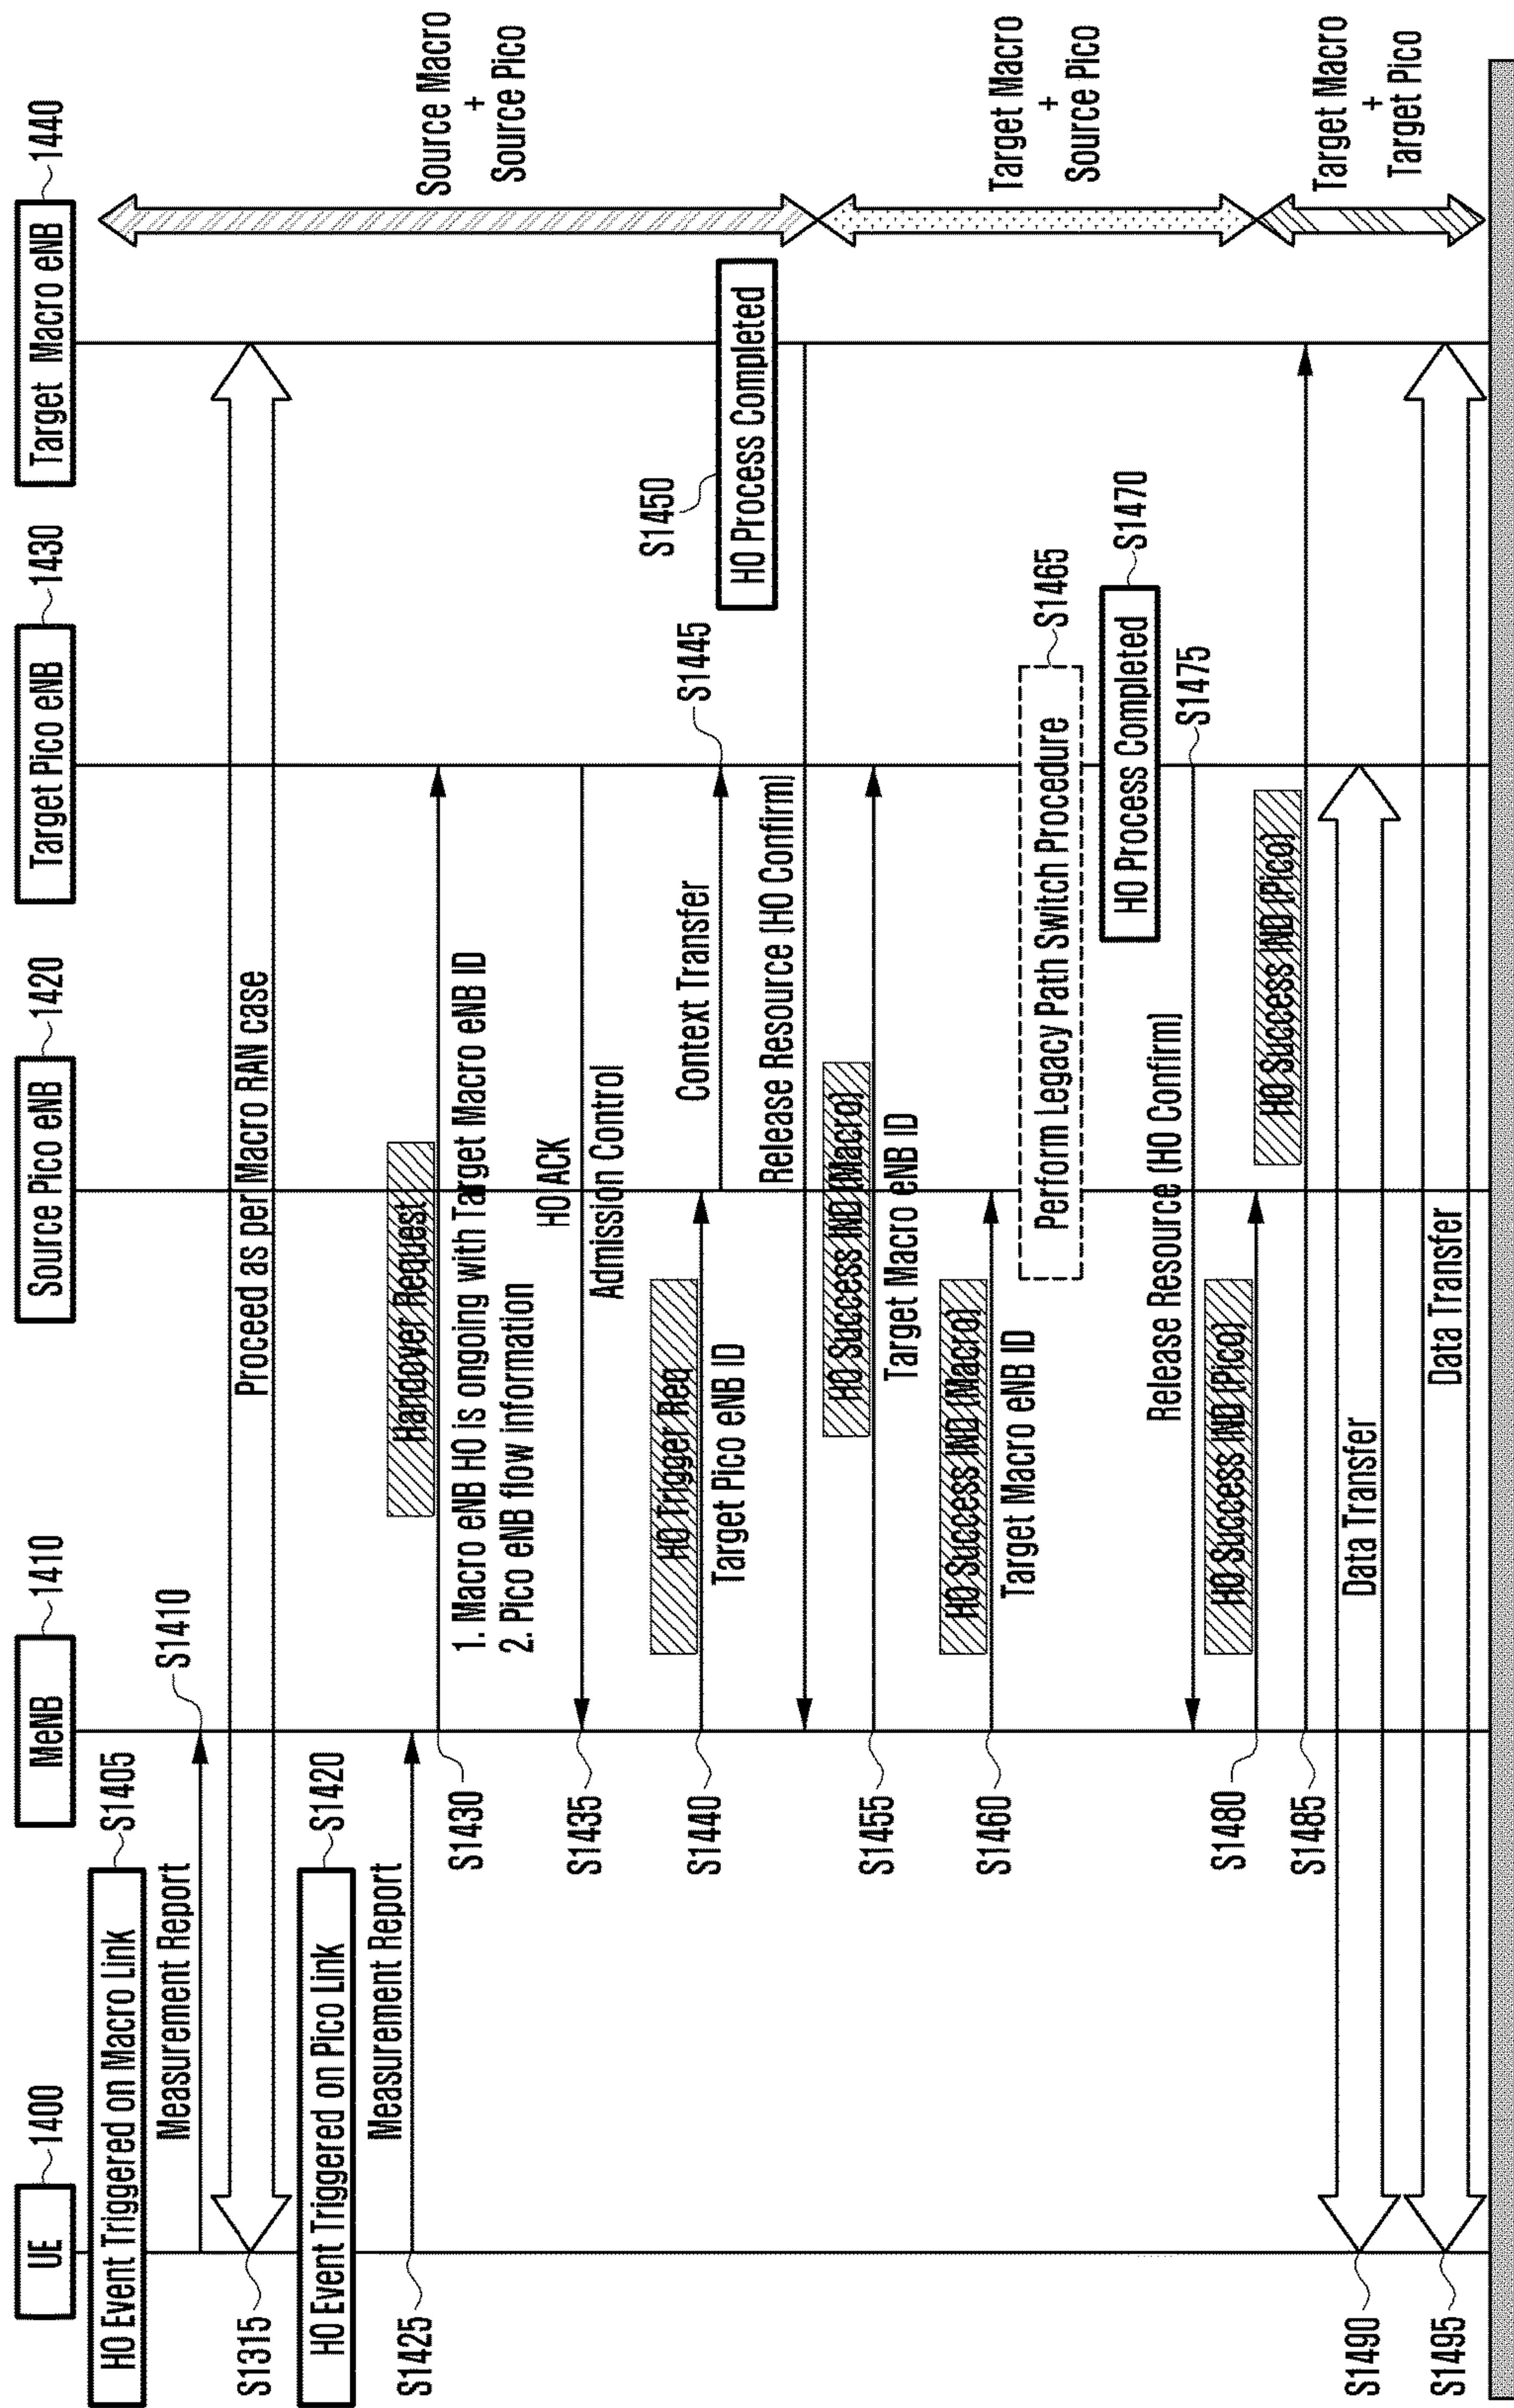 UE
1400
MeNB
1410
Source Pico eNB
1420
Target Pico eNB
1430
Target Macro eNB
1440
HO Event Triggered on Macro Link
S1405
Measurement Report
S1410
S1315
Proceed as per Macro RAN case
HO Event Triggered on Pico Link
S1420
S1425
Measurement Report
Handover Request
S1430
1. Macro eNB HO is ongoing with Target Macro eNB ID
2. Pico eNB flow information
HO ACK
S1435
Admission Control
HO Trigger Req
S1440
Target Pico eNB ID
Context Transfer
S1445
S1450
HO Process Completed
Release Resource (HO Confirm)
HO Success IND (Macro)
S1455
Target Macro eNB ID
HO Success IND (Macro)
S1460
Target Macro eNB ID
Perform Legacy Path Switch Procedure
S1465
HO Process Completed
S1470
Release Resource (HO Confirm)
S1475
HO Success IND (Pico)
S1480
HO Success IND (Pico)
S1485
Data Transfer
S1490
Data Transfer
S1495
Source Macro
+
Source Pico
Target Macro
+
Source Pico
Target Macro
+
Target Pico